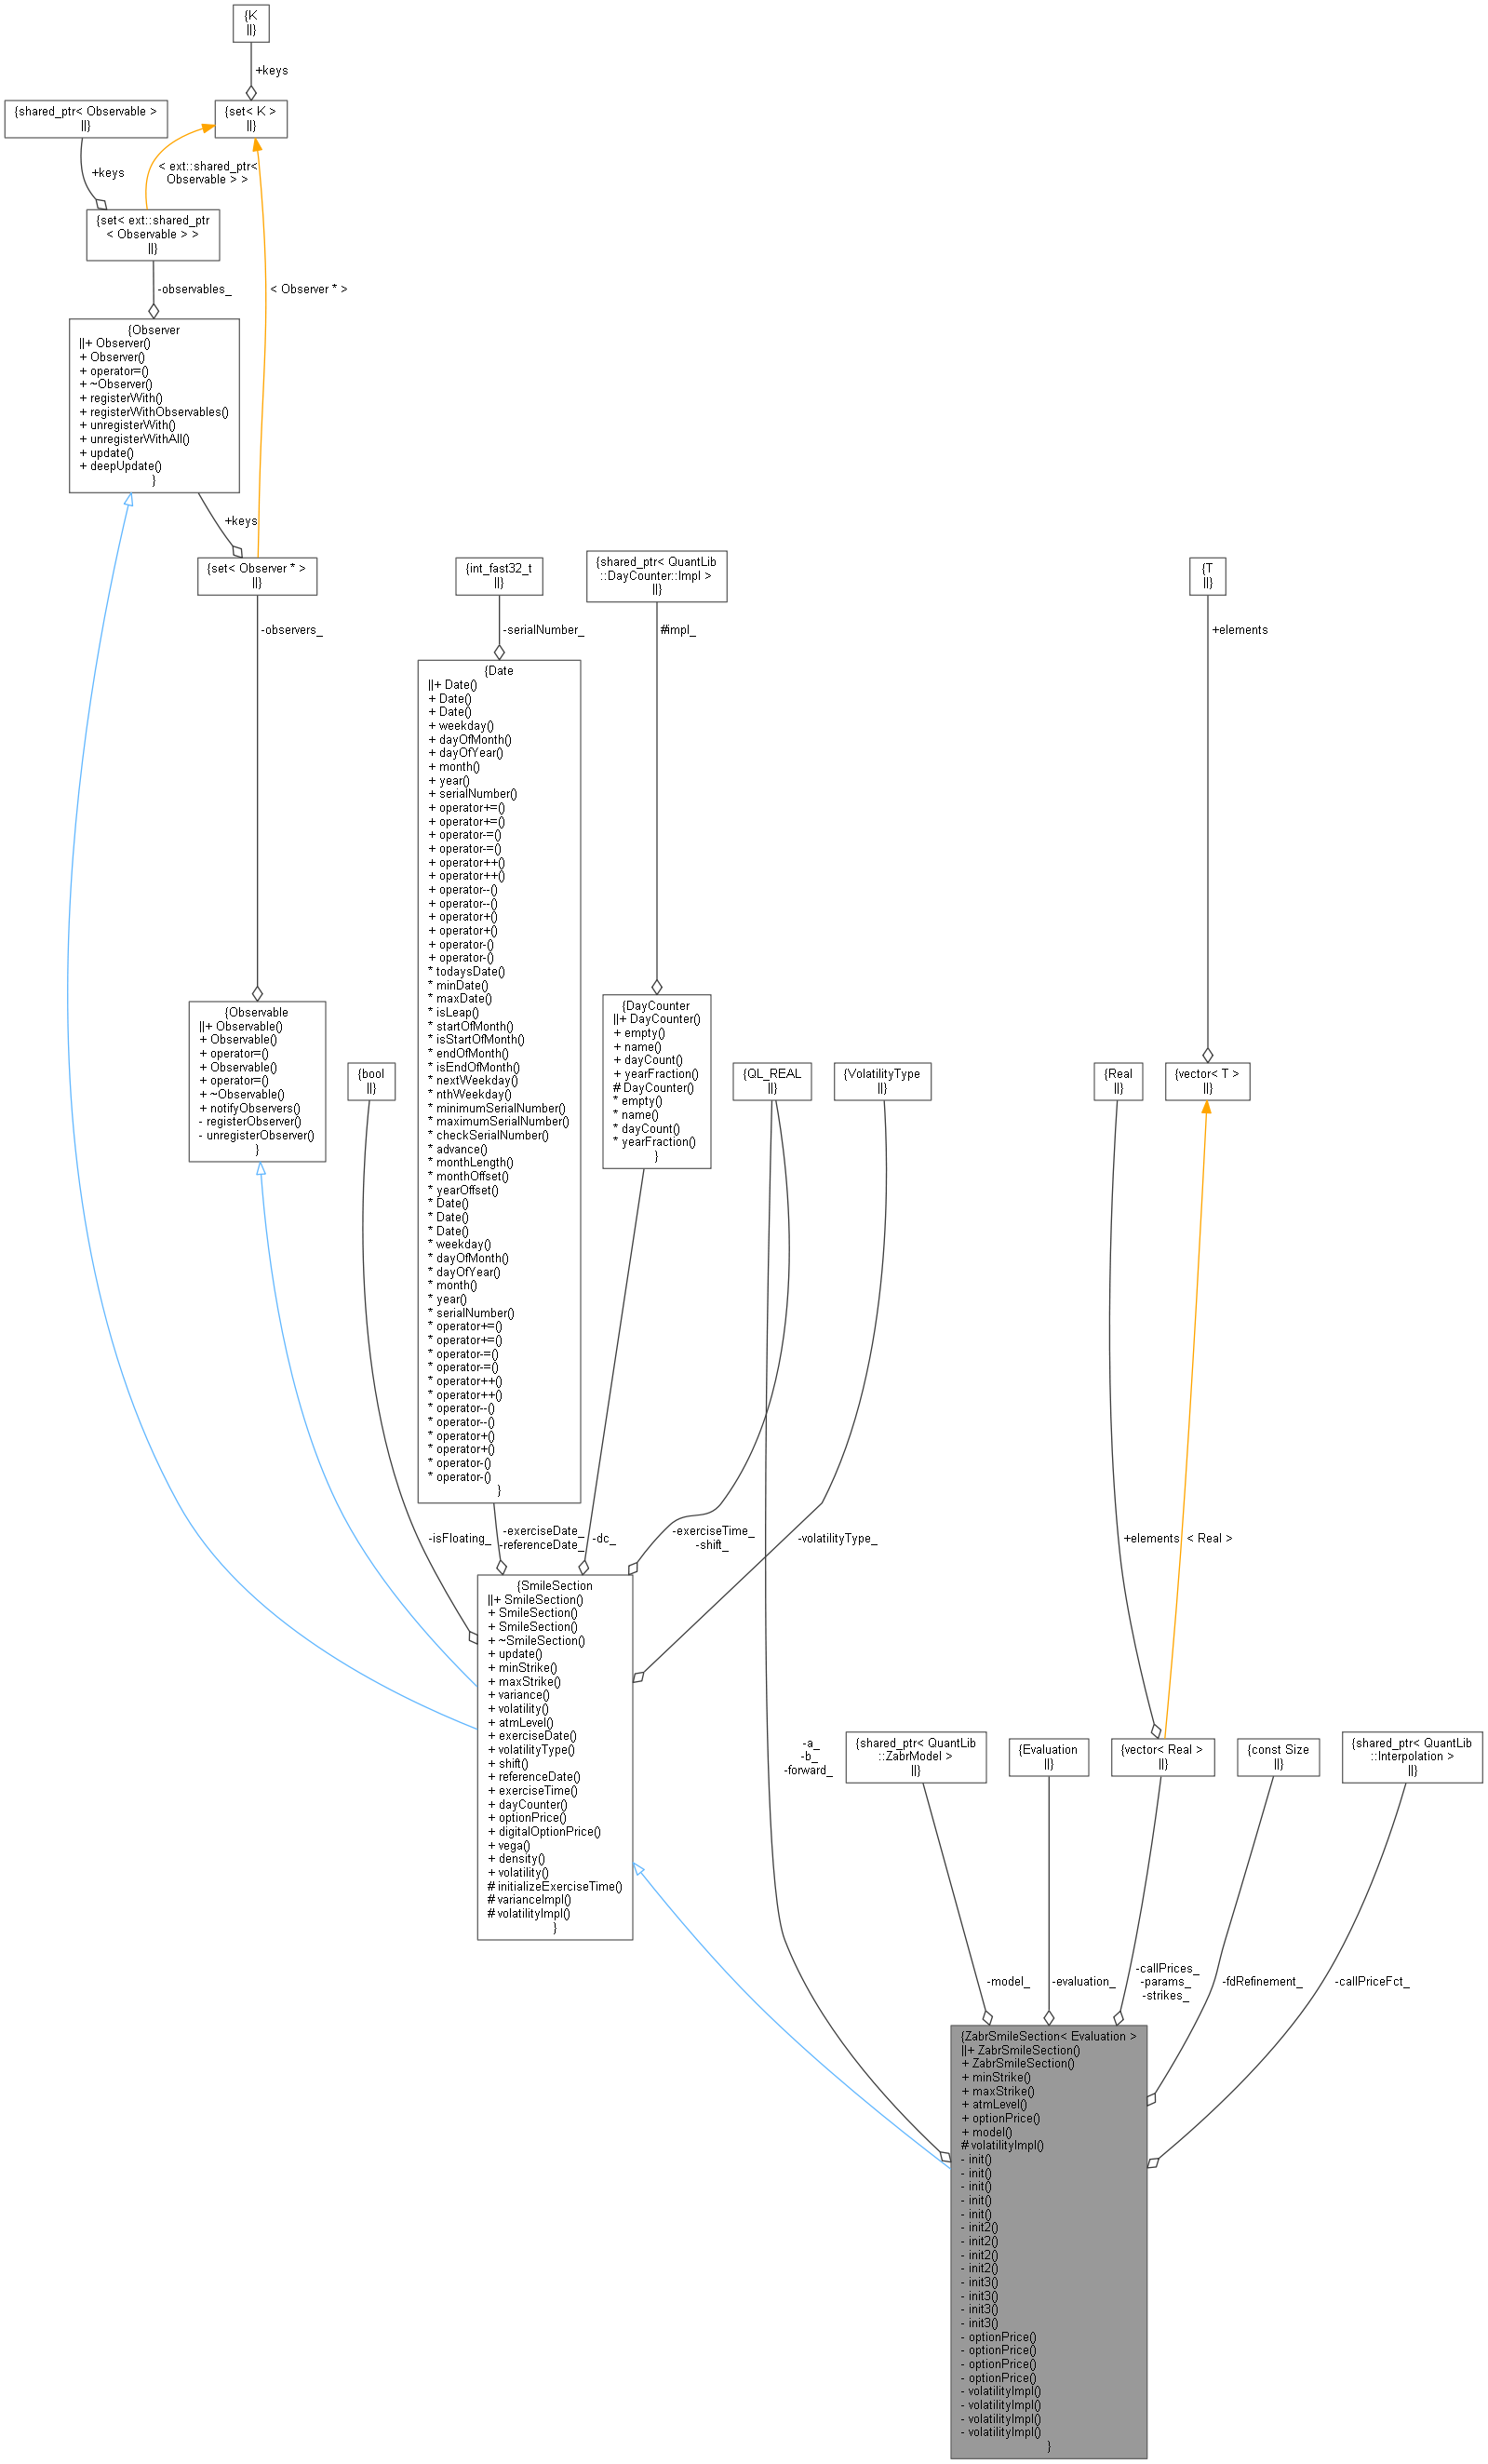 {K
||}
+keys
{shared_ptr< Observable >
||}
{set< K >
||}
+keys
< ext::shared_ptr<
Observable > >
{set< ext::shared_ptr
< Observable > >
||}
-observables_
< Observer * >
{Observer
||+ Observer()
+ Observer()
+ operator=()
+ ~Observer()
+ registerWith()
+ registerWithObservables()
+ unregisterWith()
+ unregisterWithAll()
+ update()
+ deepUpdate()
}
+keys
{set< Observer * >
||}
{int_fast32_t
||}
{shared_ptr< QuantLib
::DayCounter::Impl >
||}
{T
||}
-observers_
-serialNumber_
#impl_
+elements
{Date
||+ Date()
+ Date()
+ Date()
+ weekday()
+ dayOfMonth()
+ dayOfYear()
+ month()
+ year()
+ serialNumber()
+ operator+=()
+ operator+=()
+ operator-=()
+ operator-=()
+ operator++()
+ operator++()
+ operator--()
+ operator--()
+ operator+()
+ operator+()
+ operator-()
+ operator-()
* todaysDate()
* minDate()
* maxDate()
* isLeap()
* startOfMonth()
* isStartOfMonth()
* endOfMonth()
* isEndOfMonth()
* nextWeekday()
* nthWeekday()
* minimumSerialNumber()
* maximumSerialNumber()
* checkSerialNumber()
* advance()
* monthLength()
* monthOffset()
* yearOffset()
* Date()
* Date()
* Date()
* weekday()
* dayOfMonth()
* dayOfYear()
* month()
* year()
* serialNumber()
* operator+=()
* operator+=()
* operator-=()
* operator-=()
* operator++()
* operator++()
* operator--()
* operator--()
* operator+()
* operator+()
* operator-()
* operator-()
}
{Observable
||+ Observable()
+ Observable()
+ operator=()
+ Observable()
+ operator=()
+ ~Observable()
+ notifyObservers()
- registerObserver()
- unregisterObserver()
}
{bool
||}
{DayCounter
||+ DayCounter()
+ empty()
+ name()
+ dayCount()
+ yearFraction()
# DayCounter()
* empty()
* name()
* dayCount()
* yearFraction()
}
{QL_REAL
||}
{VolatilityType
||}
{Real
||}
{vector< T >
||}
-isFloating_
-exerciseDate_
-referenceDate_
-dc_
-exerciseTime_
-shift_
-volatilityType_
+elements
< Real >
{SmileSection
||+ SmileSection()
+ SmileSection()
+ SmileSection()
+ ~SmileSection()
+ update()
+ minStrike()
+ maxStrike()
+ variance()
+ volatility()
+ atmLevel()
+ exerciseDate()
+ volatilityType()
+ shift()
+ referenceDate()
+ exerciseTime()
+ dayCounter()
+ optionPrice()
+ digitalOptionPrice()
+ vega()
+ density()
+ volatility()
# initializeExerciseTime()
# varianceImpl()
# volatilityImpl()
}
-a_
-b_
-forward_
{shared_ptr< QuantLib
::ZabrModel >
||}
{Evaluation
||}
{vector< Real >
||}
{const Size
||}
{shared_ptr< QuantLib
::Interpolation >
||}
-model_
-evaluation_
-callPrices_
-params_
-strikes_
-fdRefinement_
-callPriceFct_
{ZabrSmileSection< Evaluation >
||+ ZabrSmileSection()
+ ZabrSmileSection()
+ minStrike()
+ maxStrike()
+ atmLevel()
+ optionPrice()
+ model()
# volatilityImpl()
- init()
- init()
- init()
- init()
- init()
- init2()
- init2()
- init2()
- init2()
- init3()
- init3()
- init3()
- init3()
- optionPrice()
- optionPrice()
- optionPrice()
- optionPrice()
- volatilityImpl()
- volatilityImpl()
- volatilityImpl()
- volatilityImpl()
}